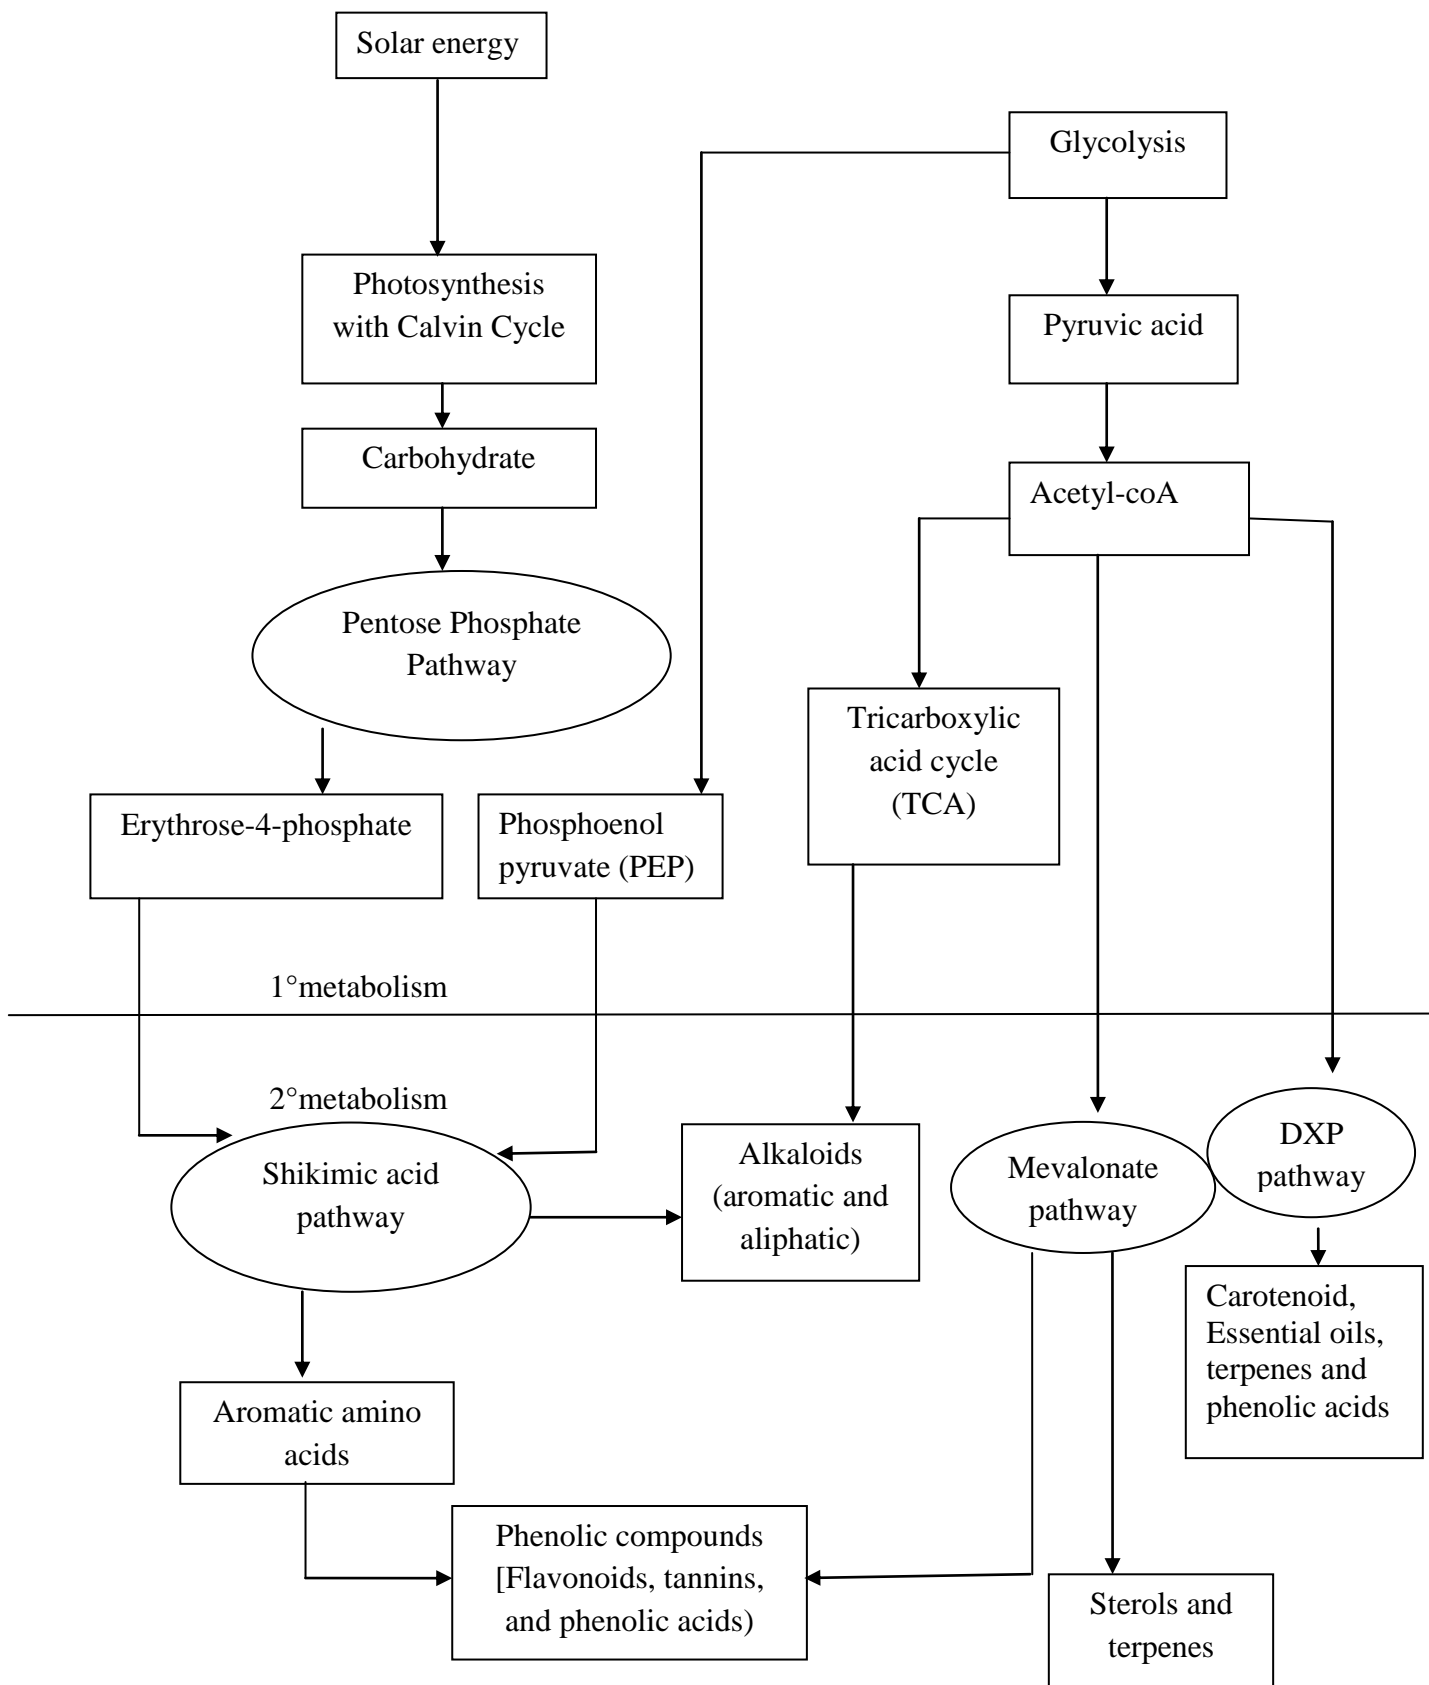 Solar energy
Glycolysis
Photosynthesis
with Calvin Cycle
Pyruvic acid
Carbohydrate
Acetyl-coA
Pentose Phosphate
Pathway
Tricarboxylic
acid cycle
(TCA)
Erythrose-4-phosphate
Phosphoenol
pyruvate (PEP)
1°metabolism
2°metabolism
Shikimic acid
pathway
Alkaloids
(aromatic and
aliphatic)
Mevalonate
pathway
DXP
pathway
Carotenoid,
Essential oils,
terpenes and
phenolic acids
Aromatic amino
acids
Phenolic compounds
[Flavonoids, tannins,
and phenolic acids)
Sterols and
terpenes